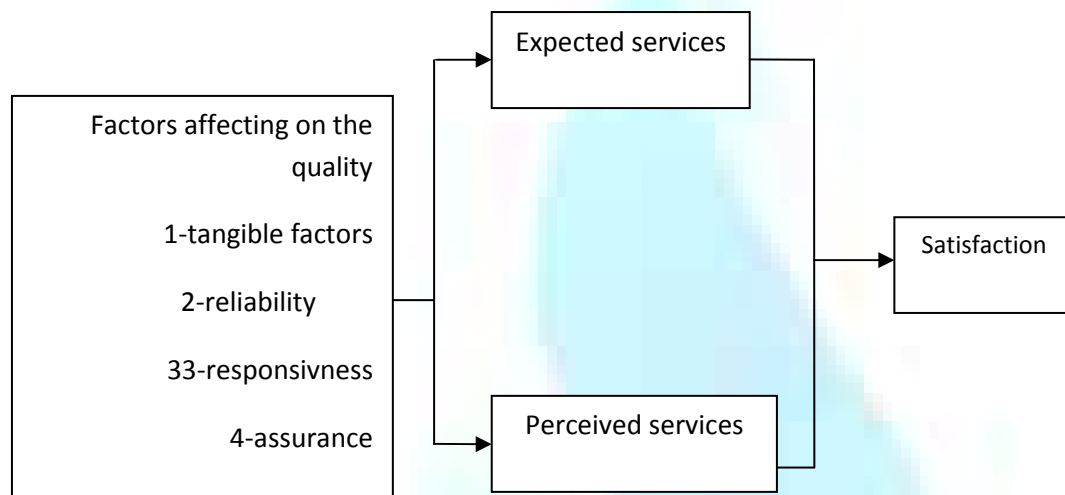 Factors affecting on the
quality
1-tangible factors
2-reliability
33-responsivness
4-assurance
Expected services
Perceived services
Satisfaction